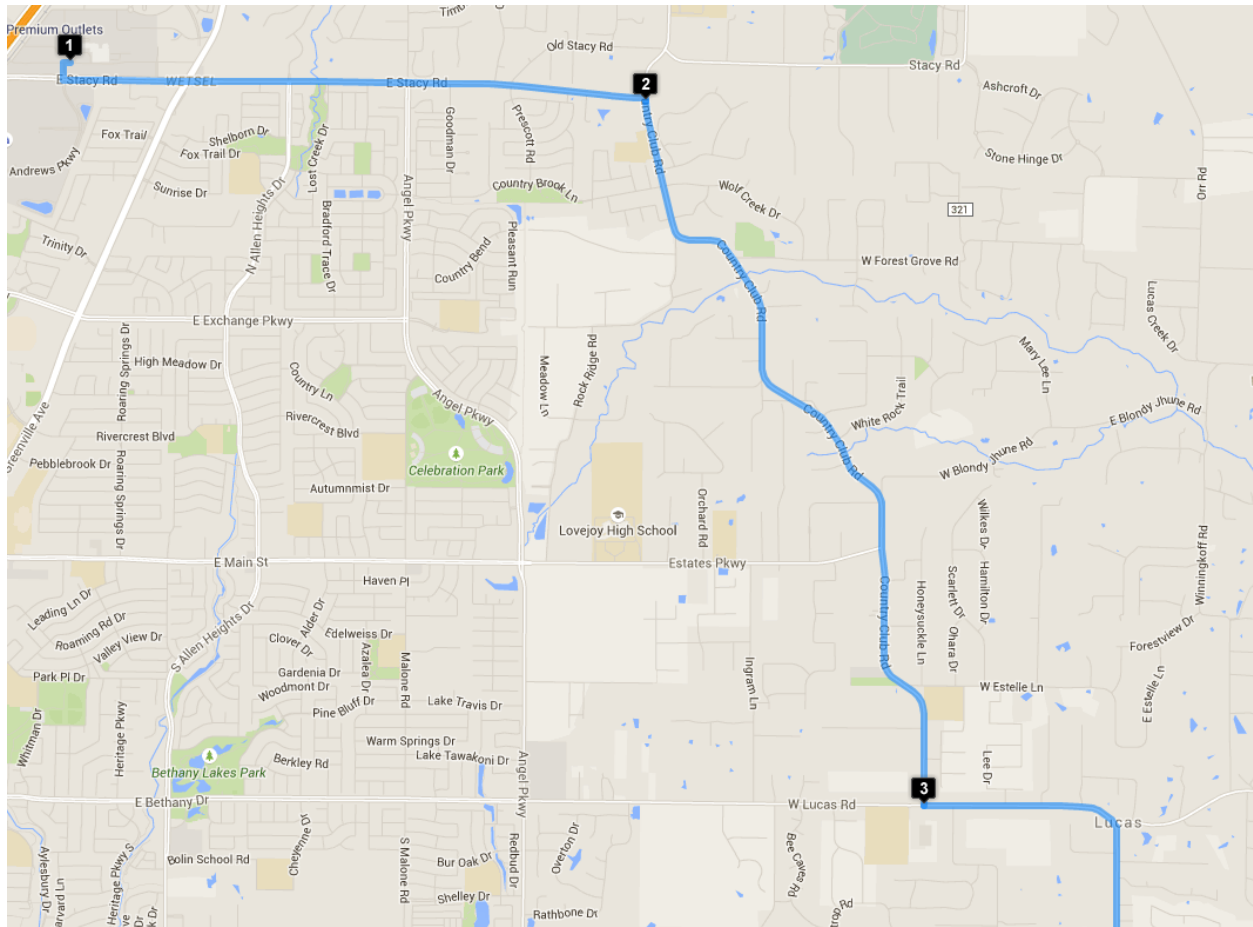 Premium Outlets
1
E Stacy Rd
WETSEL
E Stacy Rd
Old Stacy Rd
2
Stacy Rd
Ashcroft Dr
Fox Trail
Shelborn Dr
Fox Trail Dr
Lost Creek Dr
Goodman Dr
Prescott Rd
Country Club Rd
Stone Hinge Dr
Andrews Pkwy
Sunrise Dr
N Allen Heights Dr
Bradford Trace Dr
Angel Pkwy
Country Brook Ln
Wolf Creek Dr
321
Orr Rd
Trinity Dr
Country Bend
Pleasant Run
Country Club Rd
W Forest Grove Rd
Lucas Creek Dr
E Exchange Pkwy
Roaring Springs Dr
High Meadow Dr
Country Ln
Meadow Ln
Rock Ridge Rd
Mary Lee Ln
Greenville Ave
Rivercrest Blvd
Rivercrest Blvd
Angel Pkwy
Country Club Rd
White Rock Trail
E Blondy Jhune Rd
Pebblebrook Dr
Roaring Springs Dr
Celebration Park
W Blondy Jhune Rd
Autumnmist Dr
Orchard Rd
Lovejoy High School
Wilkes Dr
Winningkoff Rd
E Main St
Estates Pkwy
Haven Pl
Leading Ln Dr
Roaming Rd Dr
Valley View Dr
S Allen Heights Dr
Alder Dr
Clover Dr
Edelweiss Dr
Azalea Dr
Country Club Rd
Honeysuckle Ln
Scarlett Dr
Hamilton Dr
Ohara Dr
Forestview Dr
Park Pl Dr
Gardenia Dr
Woodmont Dr
Pine Bluff Dr
Malone Rd
Lake Travis Dr
Ingram Ln
W Estelle Ln
E Estelle Ln
Whitman Dr
Heritage Pkwy
Warm Springs Dr
Lake Tawakoni Dr
Berkley Rd
Bethany Lakes Park
Angel Pkwy
Lee Dr
3
E Bethany Dr
W Lucas Rd
Lucas
Aylesbury Dr
Heritage Pkwy S
Bolin School Rd
Cheyenne Dr
S Malone Rd
Bur Oak Dr
Shelley Dr
Redbud Dr
Overton Dr
Rathbone Dr
Bee Caves Rd